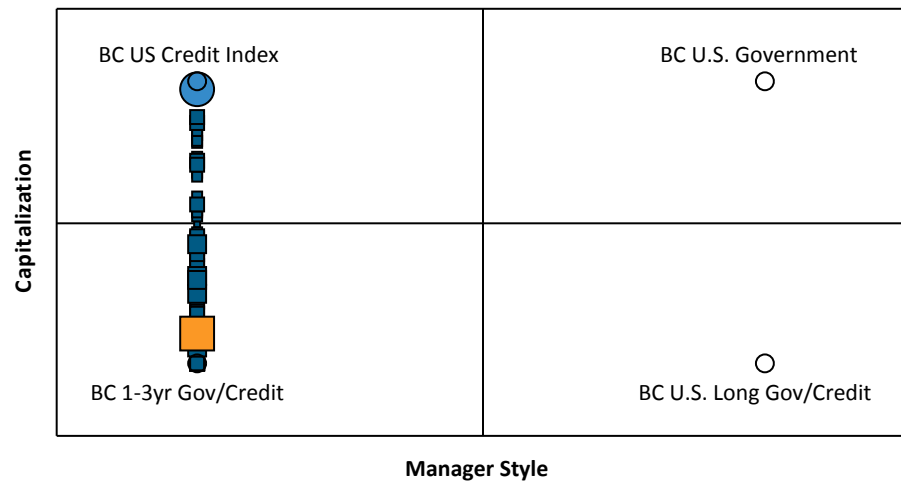 BC US Credit Index
BC U.S. Government
Capitalization
BC 1-3yr Gov/Credit
BC U.S. Long Gov/Credit
Manager Style